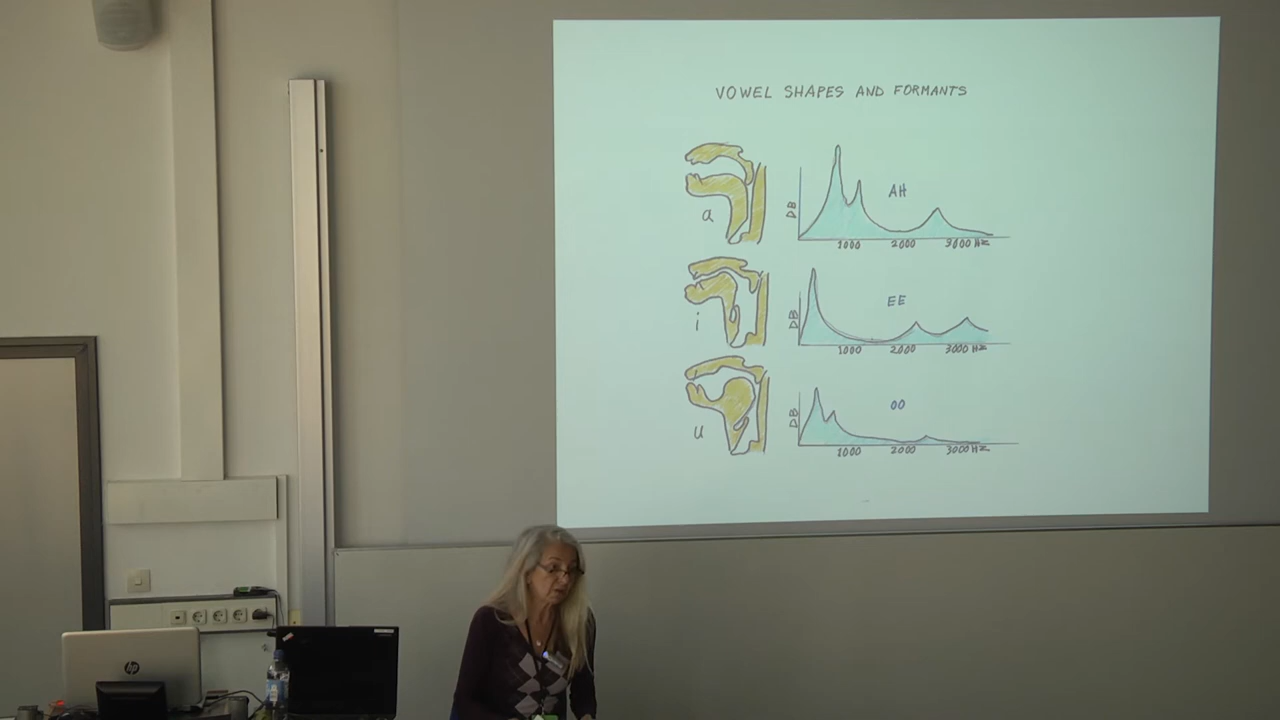 VOWEL SHAPES AND FORMANTS
a
DB
AH
1000 2000 3000 Hz
i
DB
EE
1000 2000 3000 Hz
u
DB
OO
1000 2000 3000 Hz
hp